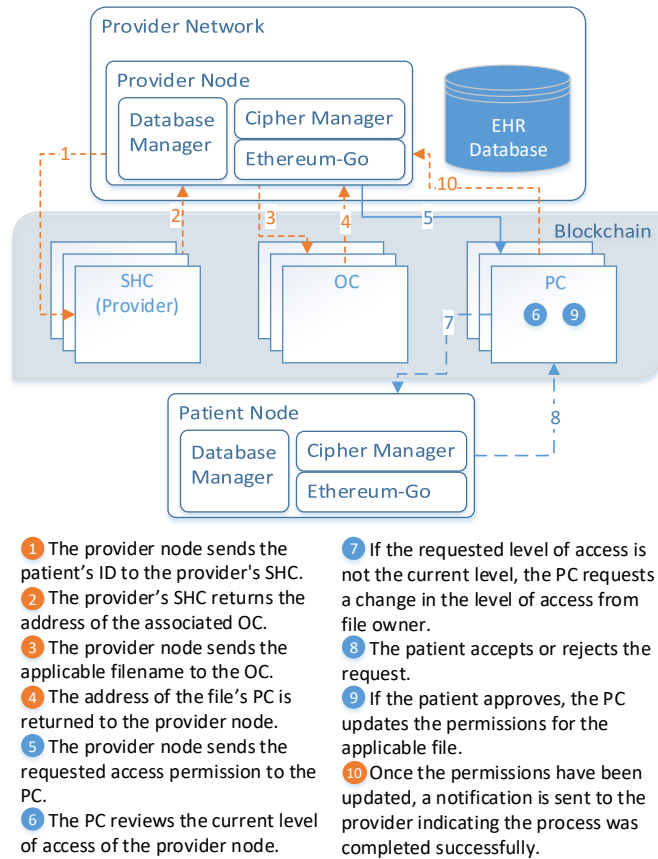 Provider Network
Provider Node
Database
Manager
Cipher Manager
Ethereum-Go
EHR
Database
1
2
3
4
5
10
Blockchain
SHC
(Provider)
OC
PC
6
9
7
8
Patient Node
Database
Manager
Cipher Manager
Ethereum-Go
1 The provider node sends the
patient’s ID to the provider's SHC.
2 The provider’s SHC returns the
address of the associated OC.
3 The provider node sends the
applicable filename to the OC.
4 The address of the file’s PC is
returned to the provider node.
5 The provider node sends the
requested access permission to the
PC.
6 The PC reviews the current level
of access of the provider node.
7 If the requested level of access is
not the current level, the PC requests
a change in the level of access from
file owner.
8 The patient accepts or rejects the
request.
9 If the patient approves, the PC
updates the permissions for the
applicable file.
10 Once the permissions have been
updated, a notification is sent to the
provider indicating the process was
completed successfully.